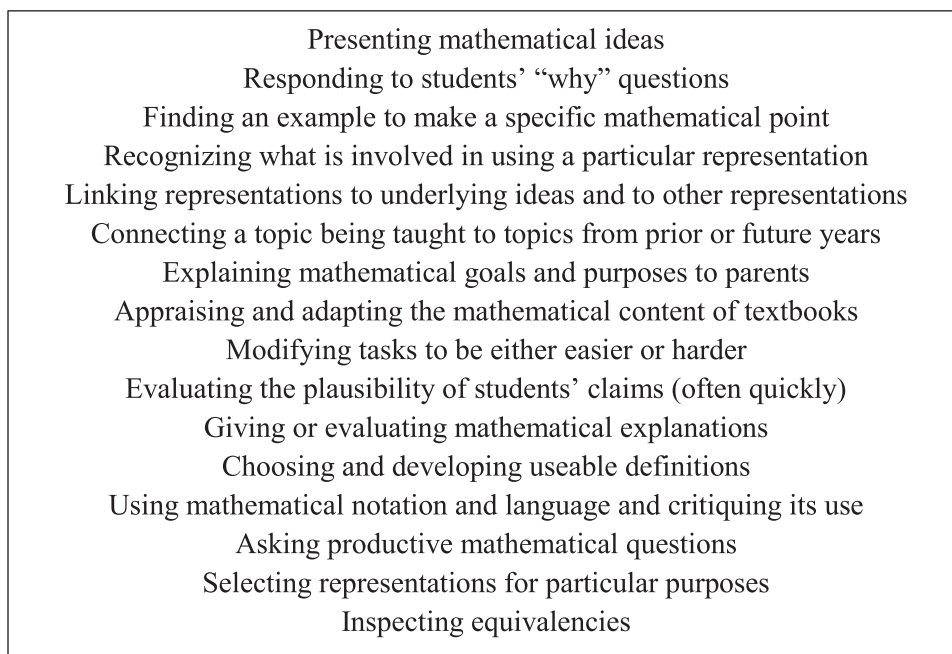 Presenting mathematical ideas
Responding to students’ “why” questions
Finding an example to make a specific mathematical point
Recognizing what is involved in using a particular representation
Linking representations to underlying ideas and to other representations
Connecting a topic being taught to topics from prior or future years
Explaining mathematical goals and purposes to parents
Appraising and adapting the mathematical content of textbooks
Modifying tasks to be either easier or harder
Evaluating the plausibility of students’ claims (often quickly)
Giving or evaluating mathematical explanations
Choosing and developing useable definitions
Using mathematical notation and language and critiquing its use
Asking productive mathematical questions
Selecting representations for particular purposes
Inspecting equivalencies